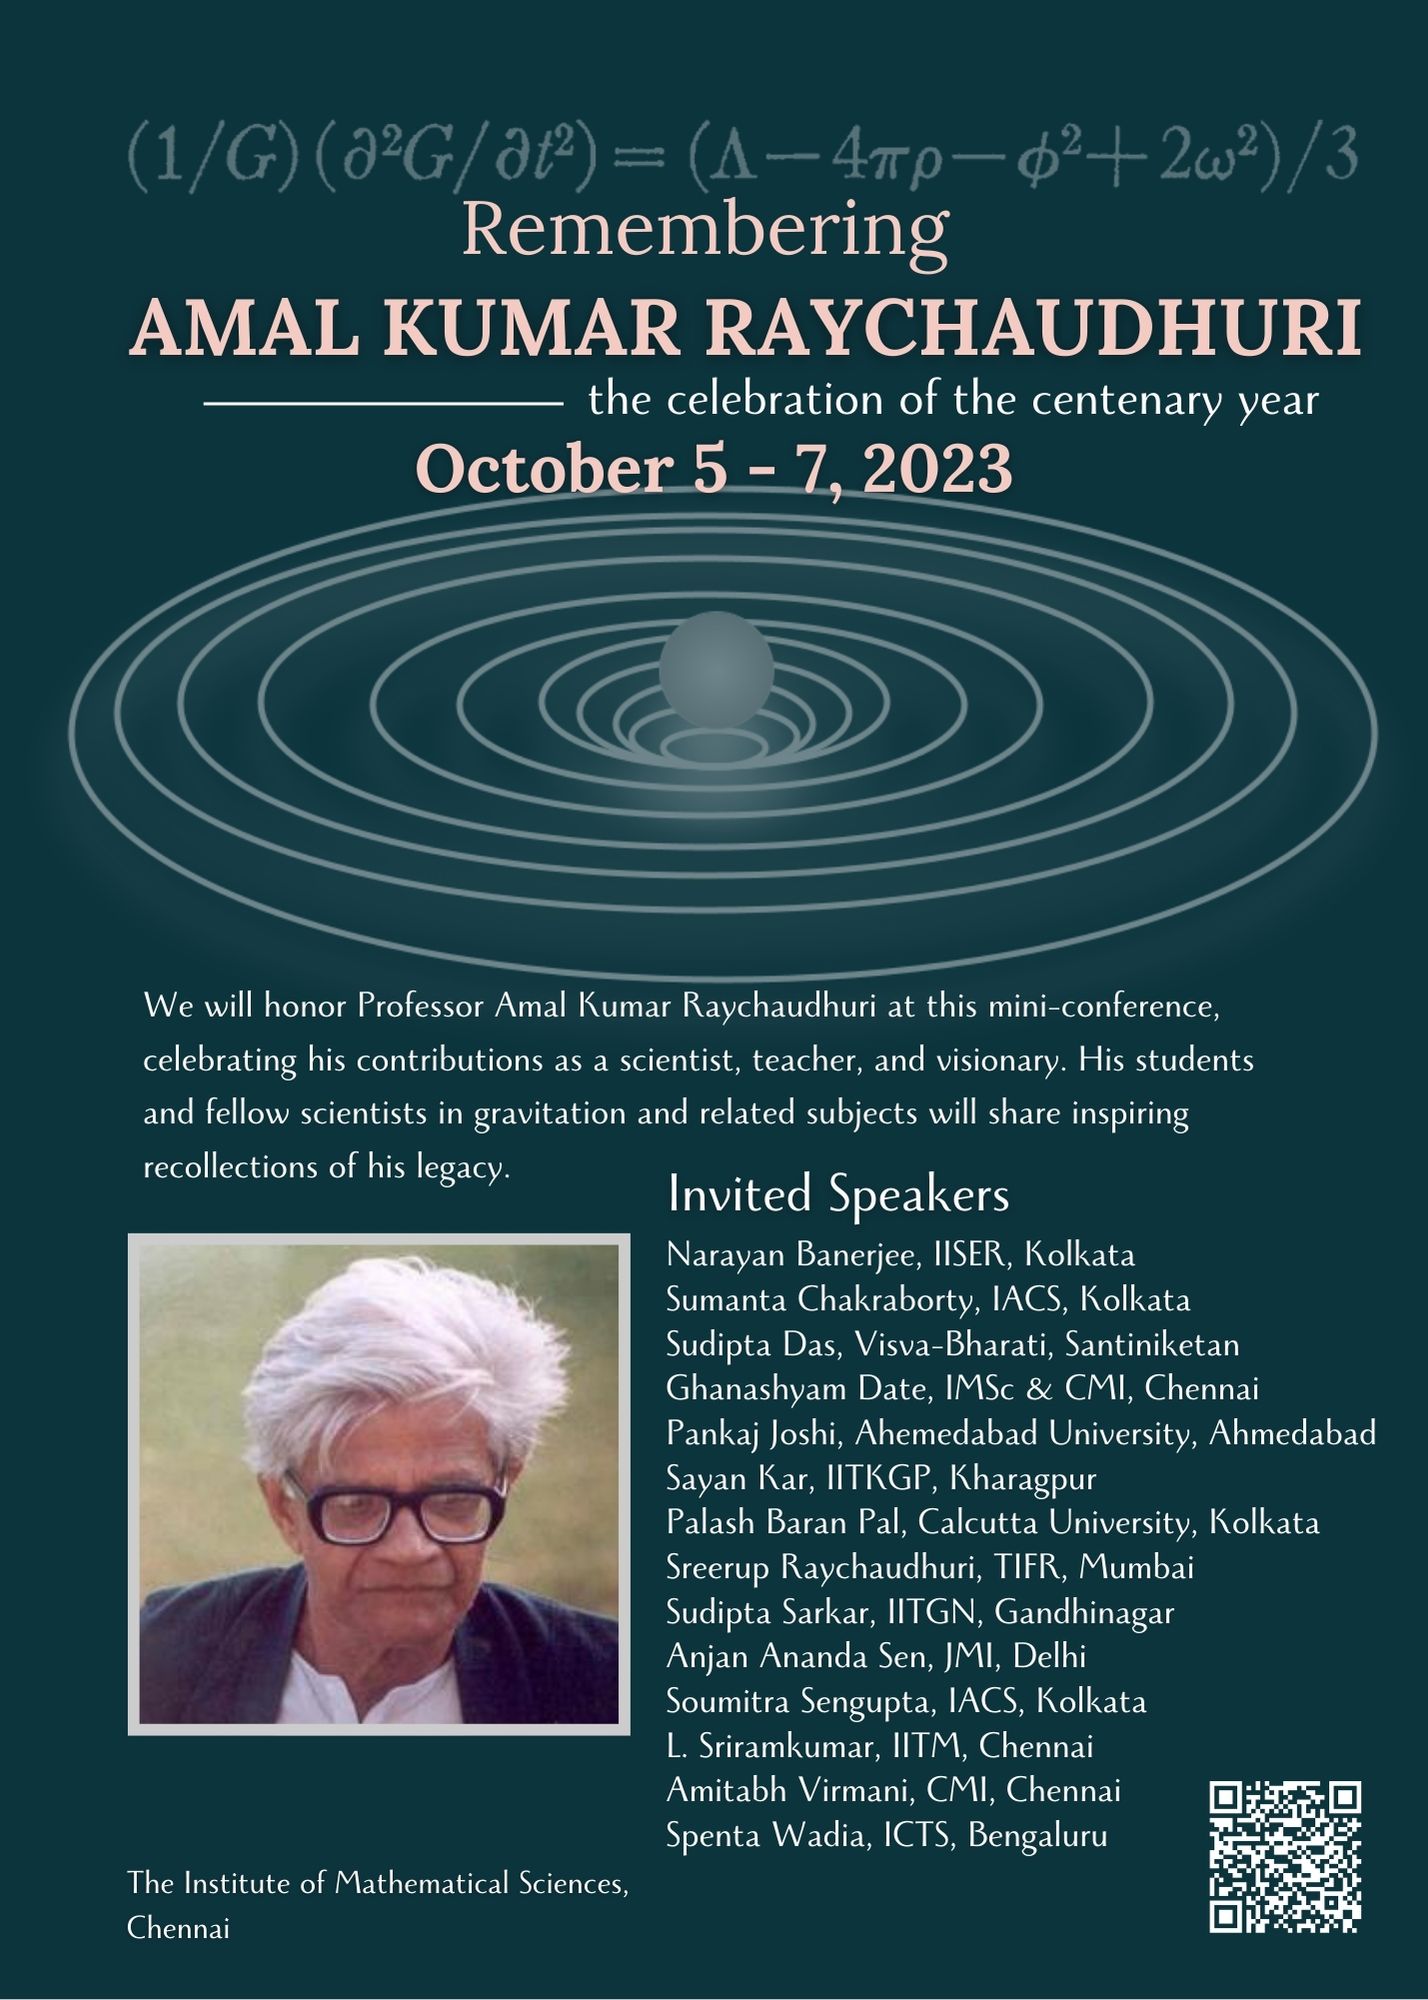 (1/G)(∂²G/∂t²)=(Λ−4πρ−ϕ²+2ω²)/3
Remembering
AMAL KUMAR RAYCHAUDHURI
the celebration of the centenary year
October 5 - 7, 2023
We will honor Professor Amal Kumar Raychaudhuri at this mini-conference,
celebrating his contributions as a scientist, teacher, and visionary. His students
and fellow scientists in gravitation and related subjects will share inspiring
recollections of his legacy.
Invited Speakers
Narayan Banerjee, IISER, Kolkata
Sumanta Chakraborty, IACS, Kolkata
Sudipta Das, Visva-Bharati, Santiniketan
Ghanashyam Date, IMSc & CMI, Chennai
Pankaj Joshi, Ahemedabad University, Ahmedabad
Sayan Kar, IITKGP, Kharagpur
Palash Baran Pal, Calcutta University, Kolkata
Sreerup Raychaudhuri, TIFR, Mumbai
Sudipta Sarkar, IITGN, Gandhinagar
Anjan Ananda Sen, JMI, Delhi
Soumitra Sengupta, IACS, Kolkata
L. Sriramkumar, IITM, Chennai
Amitabh Virmani, CMI, Chennai
Spenta Wadia, ICTS, Bengaluru
The Institute of Mathematical Sciences,
Chennai